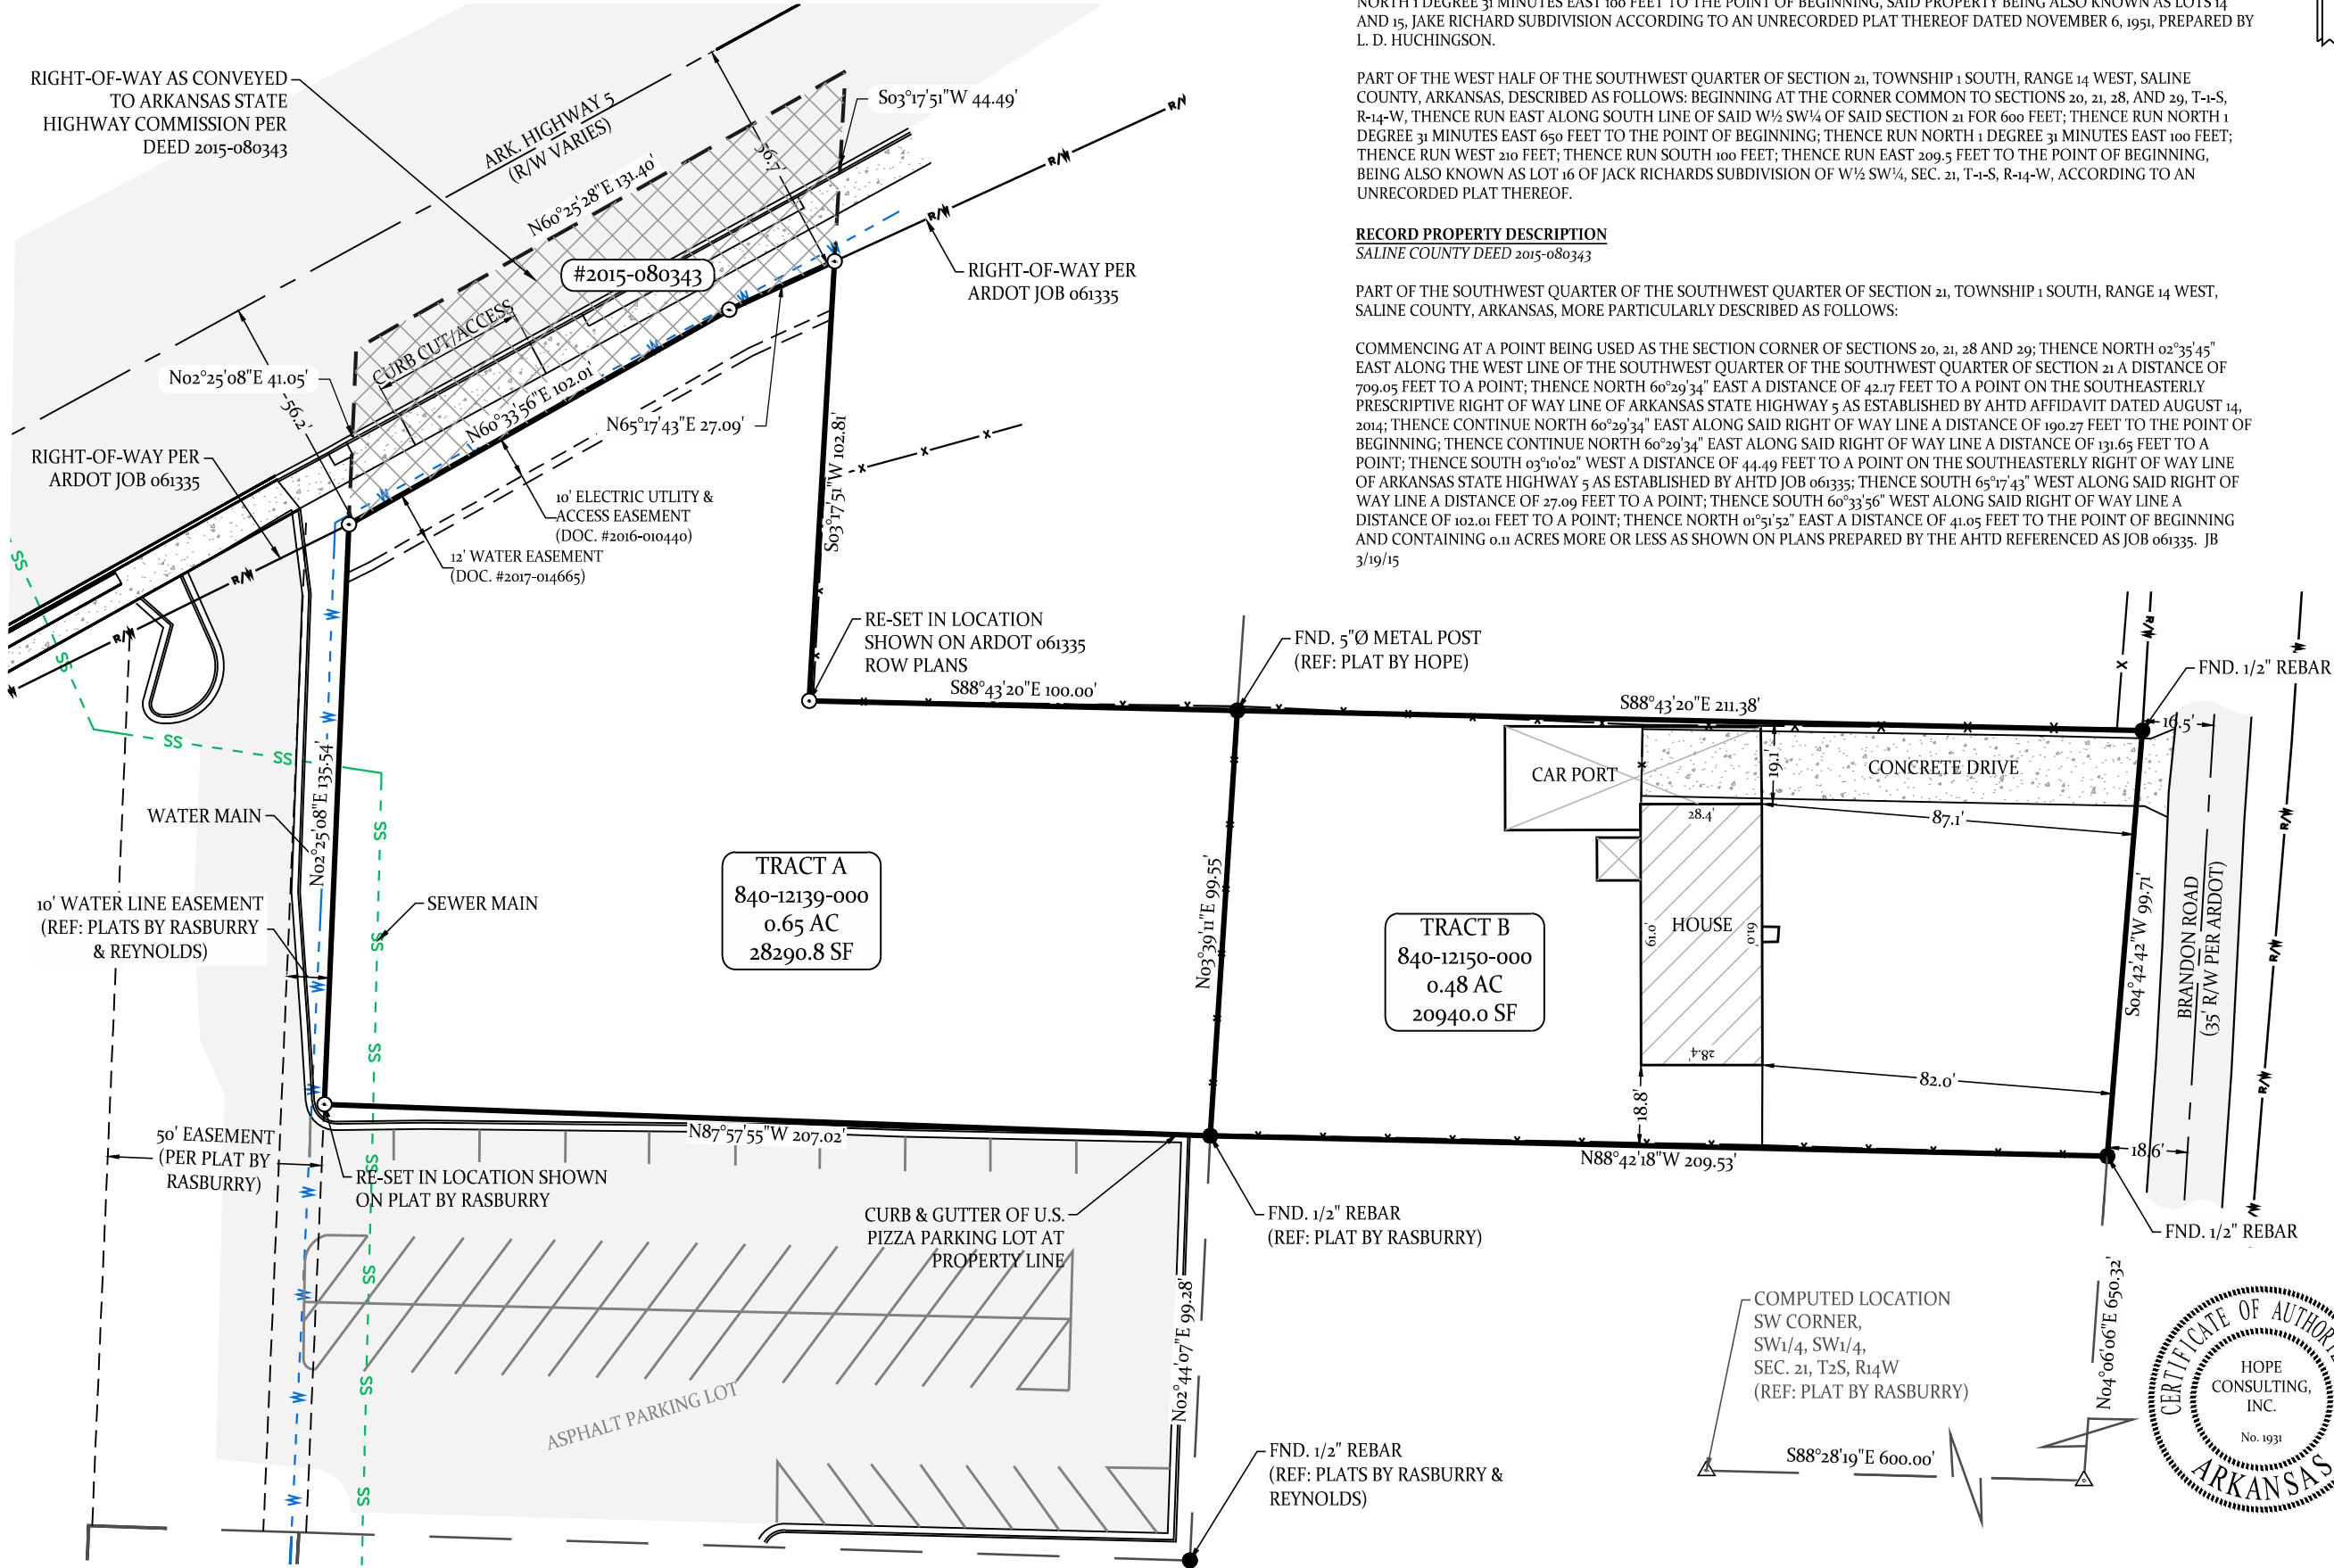 NORTH 1 DEGREE 31 MINUTES EAST 100 FEET TO THE POINT OF BEGINNING, SAID PROPERTY BEING ALSO KNOWN AS LOTS 14
AND 15, JAKE RICHARD SUBDIVISION ACCORDING TO AN UNRECORDED PLAT THEREOF DATED NOVEMBER 6, 1951, PREPARED BY
L. D. HUCHINGSON.
PART OF THE WEST HALF OF THE SOUTHWEST QUARTER OF SECTION 21, TOWNSHIP 1 SOUTH, RANGE 14 WEST, SALINE
COUNTY, ARKANSAS, DESCRIBED AS FOLLOWS: BEGINNING AT THE CORNER COMMON TO SECTIONS 20, 21, 28, AND 29, T-1-S,
R-14-W, THENCE RUN EAST ALONG SOUTH LINE OF SAID W½ SW¼ OF SAID SECTION 21 FOR 600 FEET; THENCE RUN NORTH 1
DEGREE 31 MINUTES EAST 650 FEET TO THE POINT OF BEGINNING; THENCE RUN NORTH 1 DEGREE 31 MINUTES EAST 100 FEET;
THENCE RUN WEST 210 FEET; THENCE RUN SOUTH 100 FEET; THENCE RUN EAST 209.5 FEET TO THE POINT OF BEGINNING,
BEING ALSO KNOWN AS LOT 16 OF JACK RICHARDS SUBDIVISION OF W½ SW¼, SEC. 21, T-1-S, R-14-W, ACCORDING TO AN
UNRECORDED PLAT THEREOF.
RECORD PROPERTY DESCRIPTION
SALINE COUNTY DEED 2015-080343
PART OF THE SOUTHWEST QUARTER OF THE SOUTHWEST QUARTER OF SECTION 21, TOWNSHIP 1 SOUTH, RANGE 14 WEST,
SALINE COUNTY, ARKANSAS, MORE PARTICULARLY DESCRIBED AS FOLLOWS:
COMMENCING AT A POINT BEING USED AS THE SECTION CORNER OF SECTIONS 20, 21, 28 AND 29; THENCE NORTH 02°35'45"
EAST ALONG THE WEST LINE OF THE SOUTHWEST QUARTER OF THE SOUTHWEST QUARTER OF SECTION 21 A DISTANCE OF
709.05 FEET TO A POINT; THENCE NORTH 60°29'34" EAST A DISTANCE OF 42.17 FEET TO A POINT ON THE SOUTHEASTERLY
PRESCRIPTIVE RIGHT OF WAY LINE OF ARKANSAS STATE HIGHWAY 5 AS ESTABLISHED BY AHTD AFFIDAVIT DATED AUGUST 14,
2014; THENCE CONTINUE NORTH 60°29'34" EAST ALONG SAID RIGHT OF WAY LINE A DISTANCE OF 190.27 FEET TO THE POINT OF
BEGINNING; THENCE CONTINUE NORTH 60°29'34" EAST ALONG SAID RIGHT OF WAY LINE A DISTANCE OF 131.65 FEET TO A
POINT; THENCE SOUTH 03°10'02" WEST A DISTANCE OF 44.49 FEET TO A POINT ON THE SOUTHEASTERLY RIGHT OF WAY LINE
OF ARKANSAS STATE HIGHWAY 5 AS ESTABLISHED BY AHTD JOB 061335; THENCE SOUTH 65°17'43" WEST ALONG SAID RIGHT OF
WAY LINE A DISTANCE OF 27.09 FEET TO A POINT; THENCE SOUTH 60°33'56" WEST ALONG SAID RIGHT OF WAY LINE A
DISTANCE OF 102.01 FEET TO A POINT; THENCE NORTH 01°51'52" EAST A DISTANCE OF 41.05 FEET TO THE POINT OF BEGINNING
AND CONTAINING 0.11 ACRES MORE OR LESS AS SHOWN ON PLANS PREPARED BY THE AHTD REFERENCED AS JOB 061335. JB
3/19/15
RIGHT-OF-WAY AS CONVEYED
TO ARKANSAS STATE
HIGHWAY COMMISSION PER
DEED 2015-080343
ARK. HIGHWAY 5
(R/W VARIES)
N60°25'28"E 131.40'
56.7'
S03°17'51"W 44.49'
R/W
R/W
R/W
#2015-080343
RIGHT-OF-WAY PER
ARDOT JOB 061335
CURB CUT/ACCESS
N02°25'08"E 41.05'
56.2'
N60°33'56"E 102.01'
N65°17'43"E 27.09'
W
W
W
W
S03°17'51"W 102.81'
RIGHT-OF-WAY PER
ARDOT JOB 061335
10' ELECTRIC UTLITY &
ACCESS EASEMENT
(DOC. #2016-010440)
12' WATER EASEMENT
(DOC. #2017-014665)
SS
SS
SS
SS
R/W
R/W
RE-SET IN LOCATION
SHOWN ON ARDOT 061335
ROW PLANS
S88°43'20"E 100.00'
FND. 5"Ø METAL POST
(REF: PLAT BY HOPE)
S88°43'20"E 211.38'
FND. 1/2" REBAR
16.5'
R/W
R/W
R/W
R/W
R/W
CAR PORT
19.1'
CONCRETE DRIVE
28.4'
87.1'
WATER MAIN
N02°25'08"E 135.54'
W
W
W
W
10' WATER LINE EASEMENT
(REF: PLATS BY RASBURRY
& REYNOLDS)
SEWER MAIN
SS
SS
SS
TRACT A
840-12139-000
0.65 AC
28290.8 SF
N03°39'11"E 99.55'
TRACT B
840-12150-000
0.48 AC
20940.0 SF
61.0'
HOUSE
61.0'
28.4'
S04°42'42"W 99.71'
BRANDON ROAD
(35' R/W PER ARDOT)
82.0'
18.8'
N87°57'55"W 207.02'
N88°42'18"W 209.53'
18.6'
50' EASEMENT
(PER PLAT BY
RASBURRY)
RE-SET IN LOCATION SHOWN
ON PLAT BY RASBURRY
CURB & GUTTER OF U.S.
PIZZA PARKING LOT AT
PROPERTY LINE
FND. 1/2" REBAR
(REF: PLAT BY RASBURRY)
FND. 1/2" REBAR
SS
SS
SS
SS
W
W
W
W
ASPHALT PARKING LOT
N02°44'07"E 99.28'
FND. 1/2" REBAR
(REF: PLATS BY RASBURRY &
REYNOLDS)
COMPUTED LOCATION
SW CORNER,
SW1/4, SW1/4,
SEC. 21, T2S, R14W
(REF: PLAT BY RASBURRY)
S88°28'19"E 600.00'
N04°06'06"E 650.32'
CERTIFICATE OF
HOPE
CONSULTING,
INC.
No. 1931
ARKANSAS